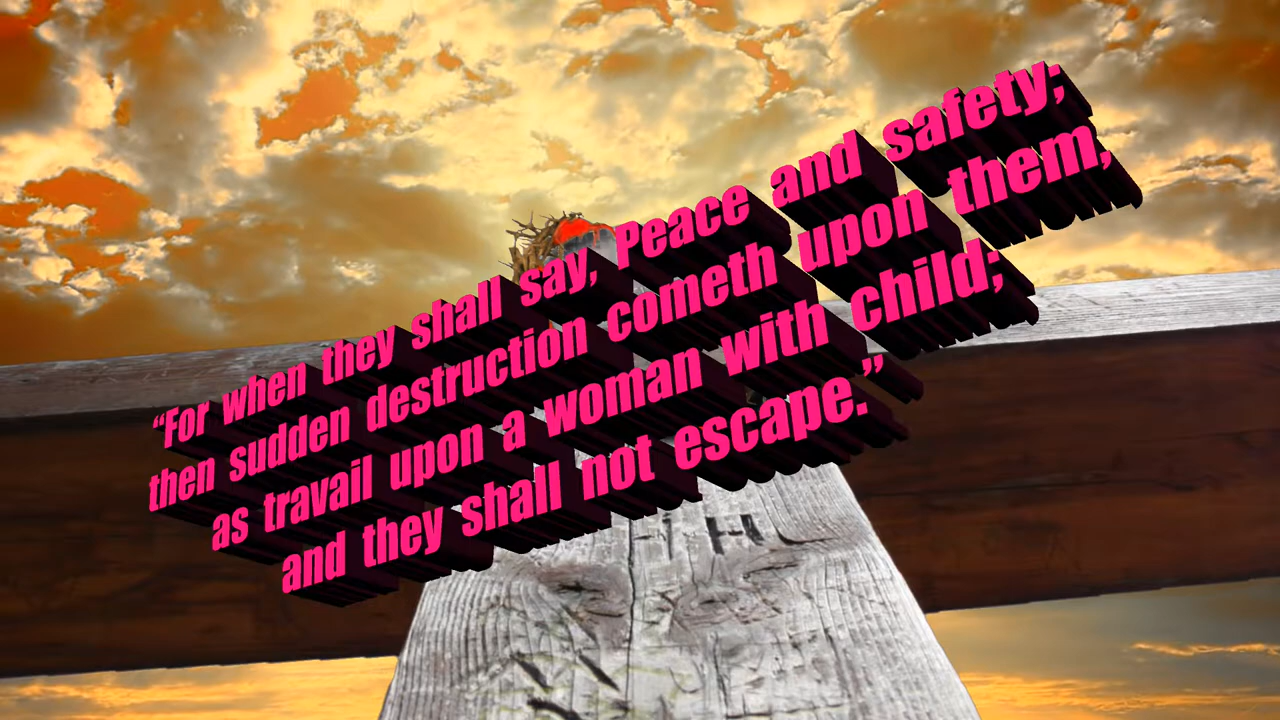 “For when they shall say, Peace and safety;
then sudden destruction cometh upon them,
as travail upon a woman with child;
and they shall not escape.”